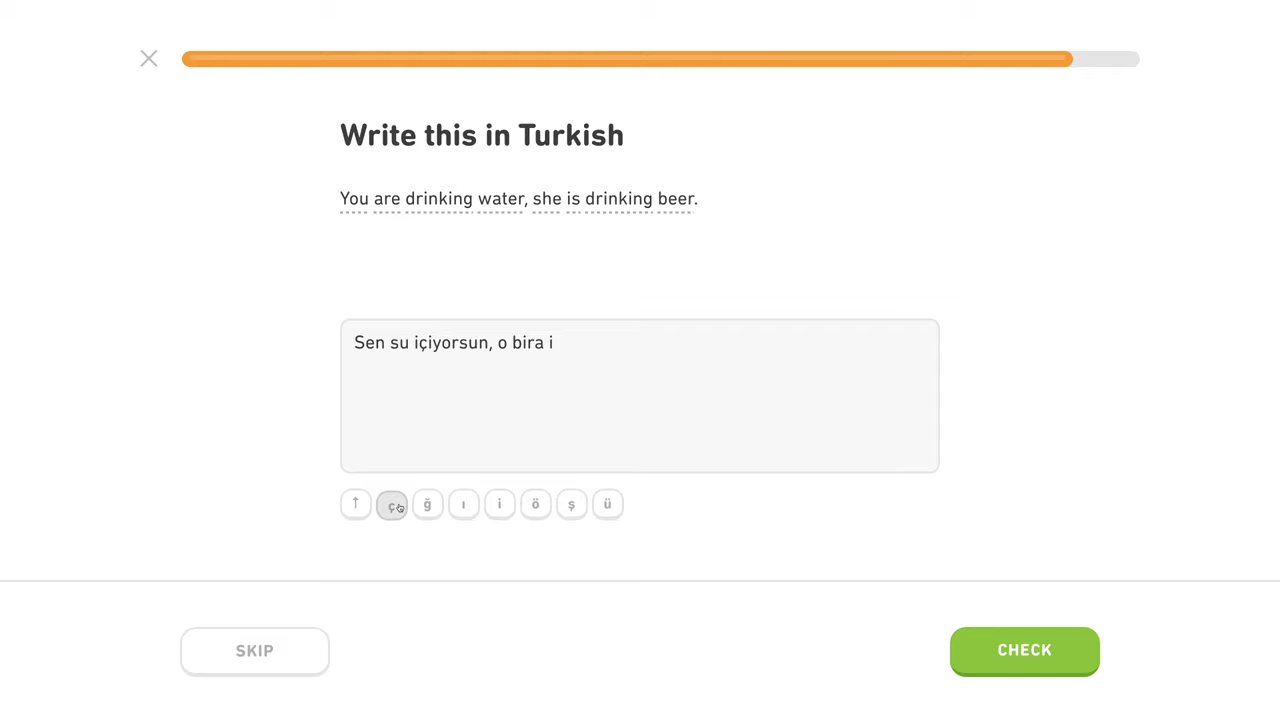 Write this in Turkish
You are drinking water, she is drinking beer.
Sen su içiyorsun, o bira i
↑ ç ğ ı i ö ş ü
SKIP
CHECK